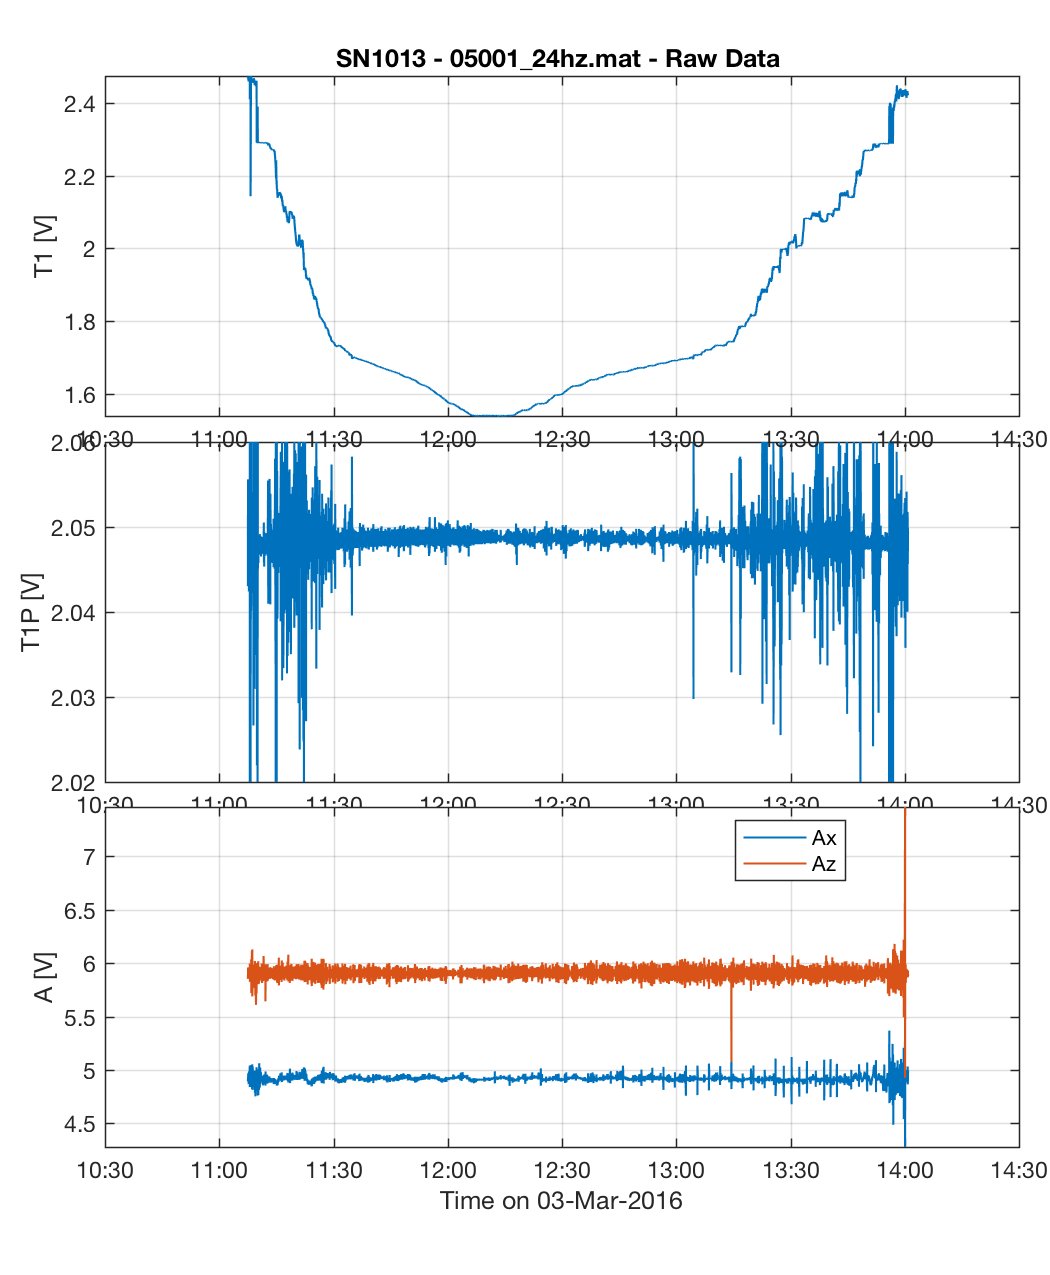 SN1013 - 05001_24hz.mat - Raw Data
2.4
2.2
2
1.8
1.6
T1 [V]
10:30 11:00 11:30 12:00 12:30 13:00 13:30 14:00 14:30
2.06
2.05
2.04
2.03
2.02
T1P [V]
10:30 11:00 11:30 12:00 12:30 13:00 13:30 14:00 14:30
Ax
Az
7
6.5
6
5.5
5
4.5
A [V]
10:30 11:00 11:30 12:00 12:30 13:00 13:30 14:00 14:30
Time on 03-Mar-2016